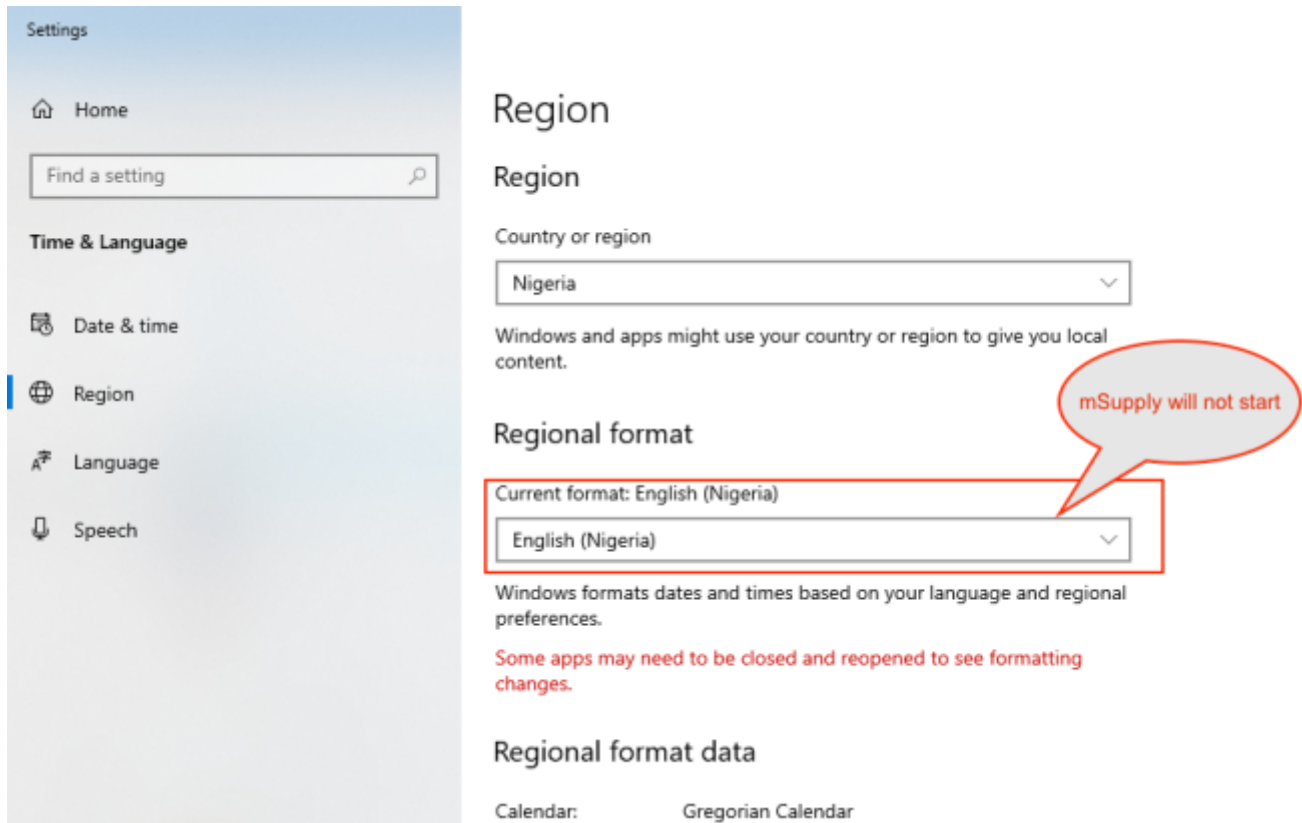 Settings
Home
Find a setting
Time & Language
Date & time
Region
Language
Speech
Region
Region
Country or region
Nigeria
Windows and apps might use your country or region to give you local
content.
mSupply will not start
Regional format
Current format: English (Nigeria)
English (Nigeria)
Windows formats dates and times based on your language and regional
preferences.
Some apps may need to be closed and reopened to see formatting
changes.
Regional format data
Calendar: Gregorian Calendar